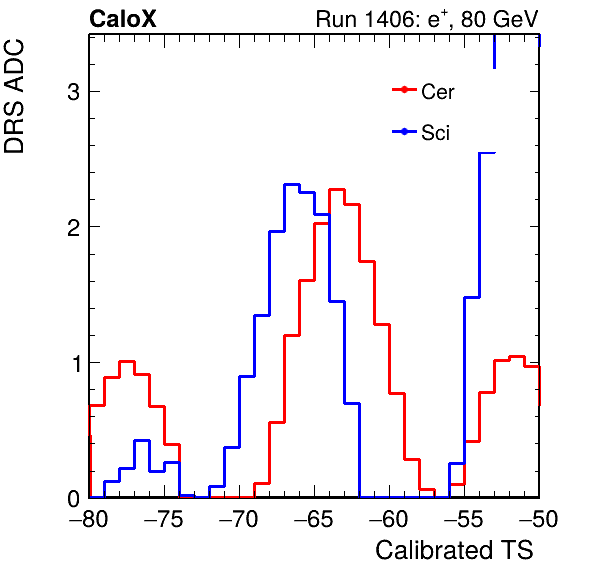 CaloX Run 1406: e⁺, 80 GeV
DRS ADC
Cer
Sci
3
2
1
0
−80 −75 −70 −65 −60 −55 −50
Calibrated TS